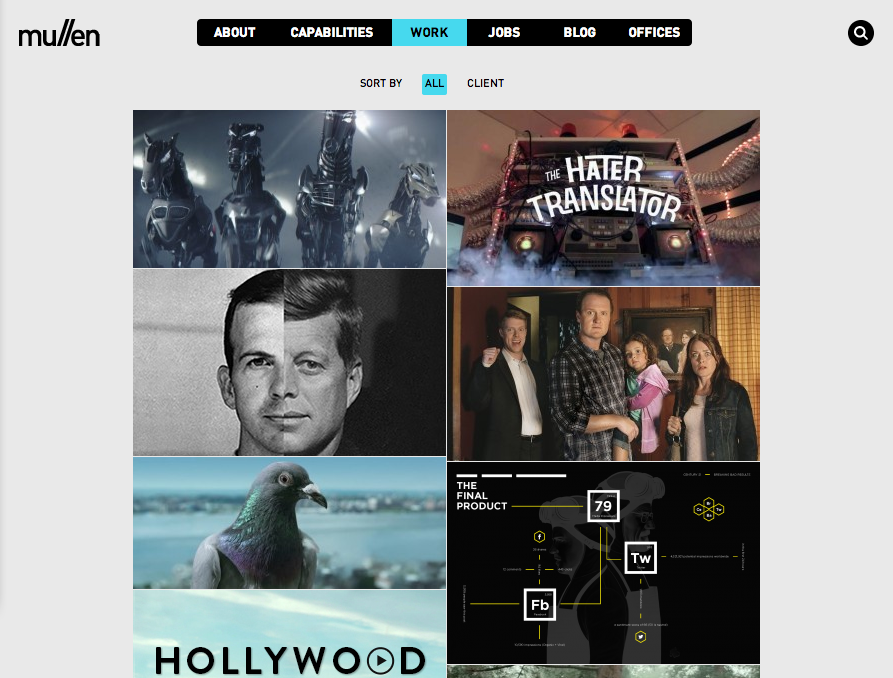 mullen
ABOUT
CAPABILITIES
WORK
JOBS
BLOG
OFFICES
SORT BY
ALL
CLIENT
THE HATER
TRANSLATOR
THE
FINAL
PRODUCT
79
Tw
Fb
HOLLYWOOD